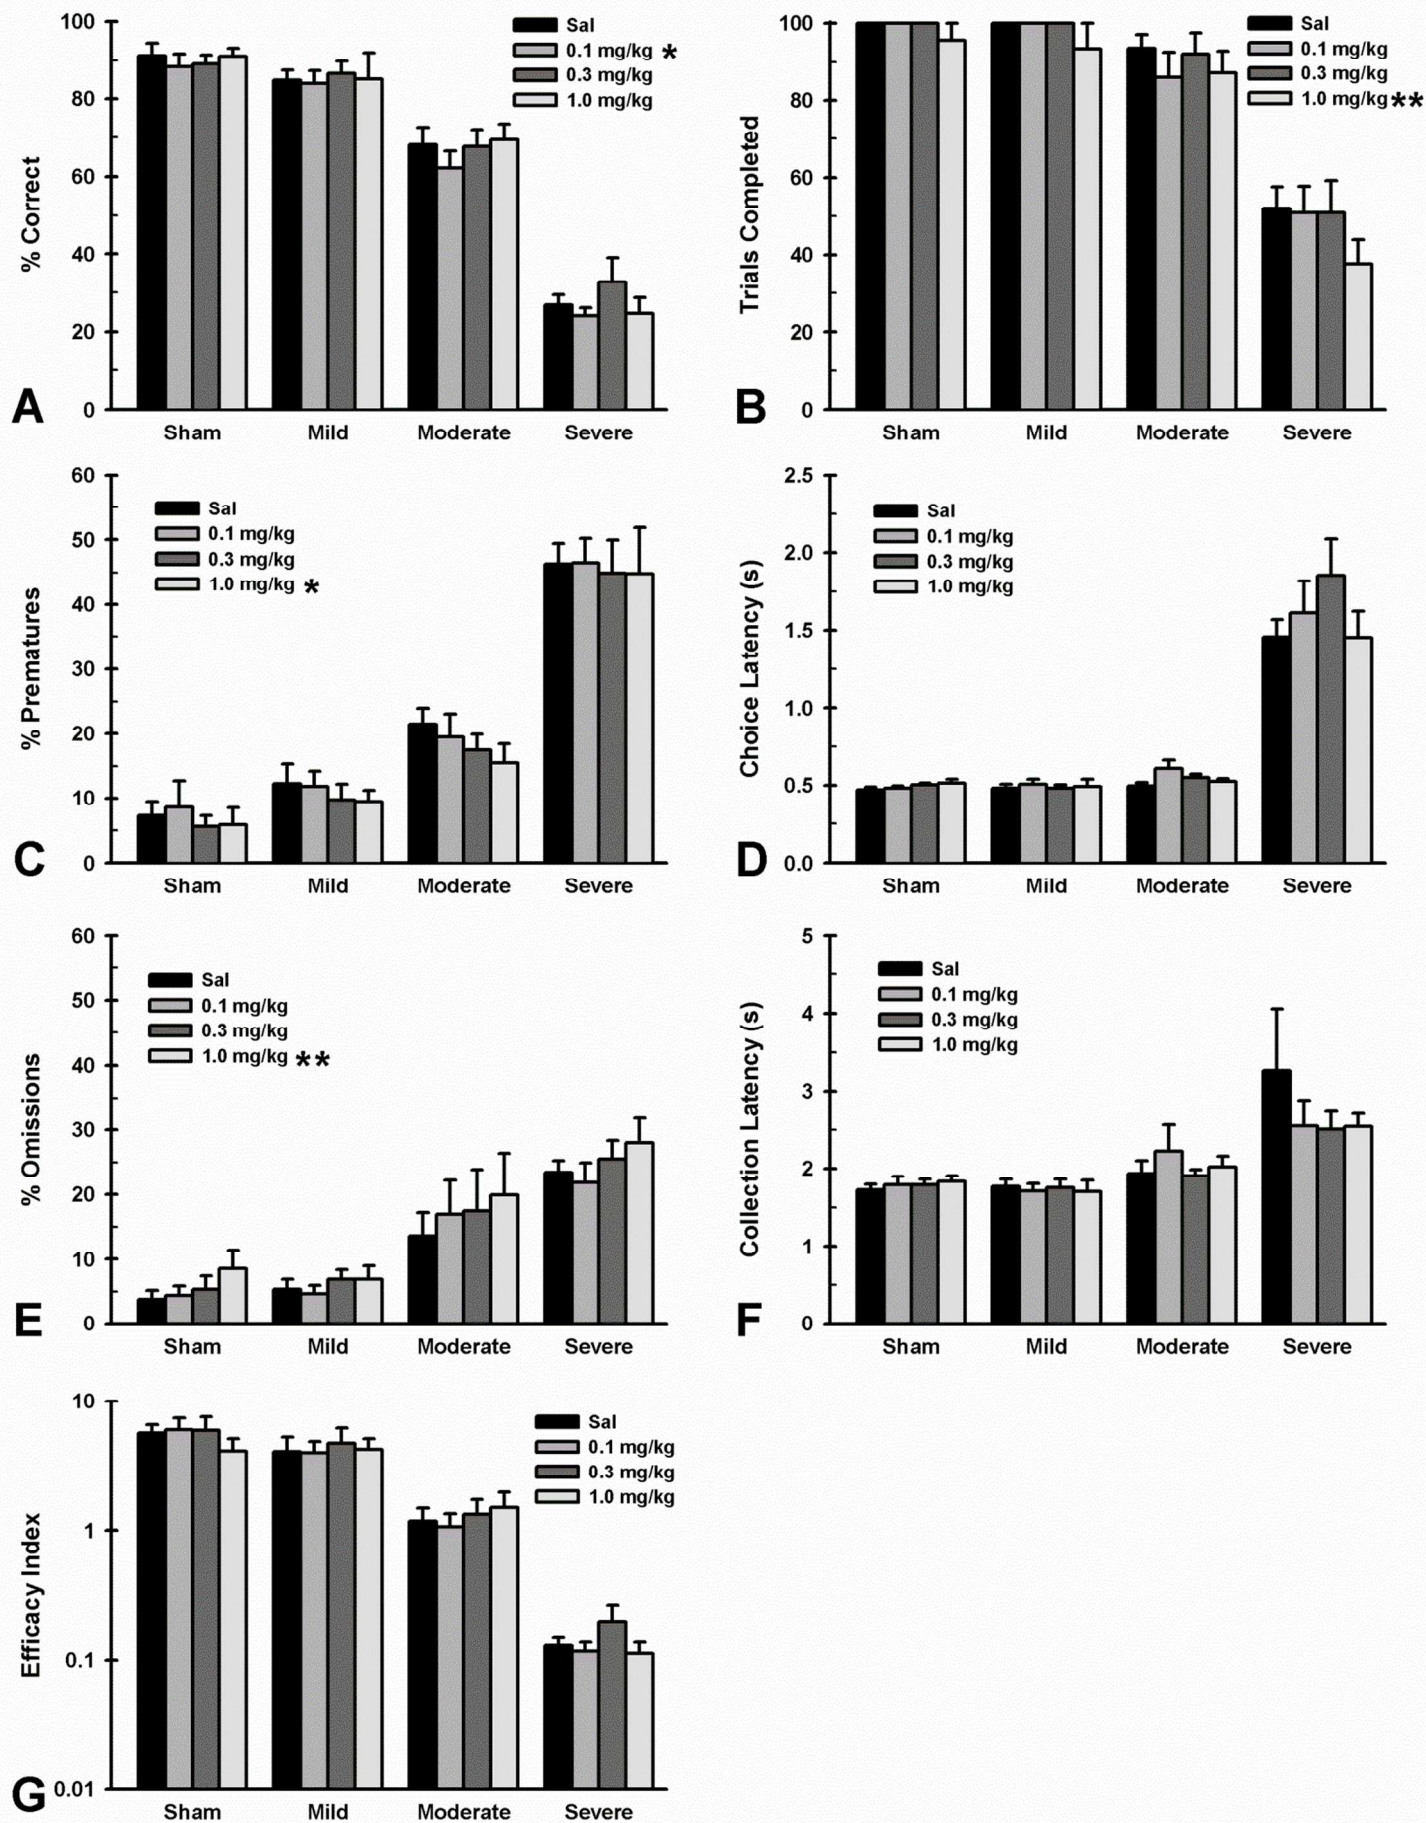 % Correct
100
80
60
40
20
0
Sal
0.1 mg/kg *
0.3 mg/kg
1.0 mg/kg
Sham Mild Moderate Severe
A
Trials Completed
100
80
60
40
20
0
Sal
0.1 mg/kg
0.3 mg/kg
1.0 mg/kg **
Sham Mild Moderate Severe
B
% Prematures
60
50
40
30
20
10
0
Sal
0.1 mg/kg
0.3 mg/kg
1.0 mg/kg *
Sham Mild Moderate Severe
C
Choice Latency (s)
2.5
2.0
1.5
1.0
0.5
0.0
Sal
0.1 mg/kg
0.3 mg/kg
1.0 mg/kg
Sham Mild Moderate Severe
D
% Omissions
60
50
40
30
20
10
0
Sal
0.1 mg/kg
0.3 mg/kg
1.0 mg/kg **
Sham Mild Moderate Severe
E
Collection Latency (s)
5
4
3
2
1
0
Sal
0.1 mg/kg
0.3 mg/kg
1.0 mg/kg
Sham Mild Moderate Severe
F
Efficacy Index
10
1
0.1
0.01
Sal
0.1 mg/kg
0.3 mg/kg
1.0 mg/kg
Sham Mild Moderate Severe
G